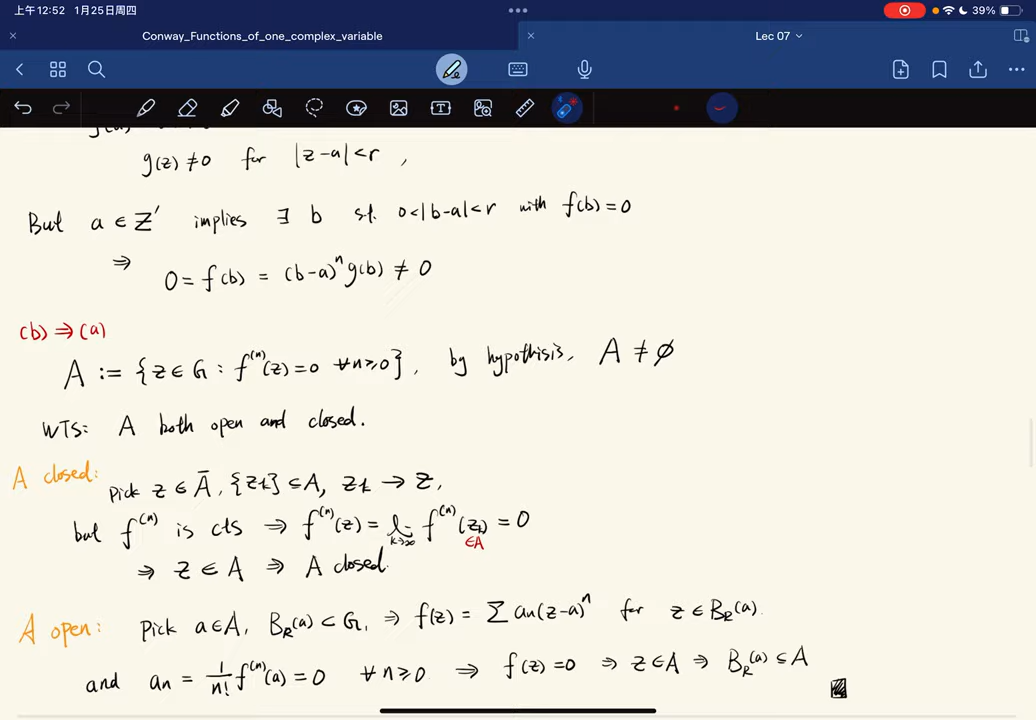 上午12:52 1月25日周四
39%
Conway_Functions_of_one_complex_variable
Lec 07
g(z) ≠ 0 for |z-a| < r ,
But a ∈ Z' implies ∃ b st. 0<|b-a|<r with f(b)=0
⇒ 0 = f(b) = (b-a)^n g(b) ≠ 0
(b) ⇒ (a)
A := {z ∈ G : f^(n)(z)=0 ∀n≥0}, by hypothisis, A ≠ ∅
WTS: A both open and closed.
A closed: Pick z ∈ Ā, {z_k} ⊆ A, z_k → z,
but f^(n) is cts ⇒ f^(n)(z) = lim_{k→∞} f^(n)(z_k) = 0
∈A
⇒ z ∈ A ⇒ A closed.
A open: Pick a∈A, B_R(a) ⊂ G, ⇒ f(z) = ∑ a_n(z-a)^n for z ∈ B_R(a).
and a_n = 1/n! f^(n)(a) = 0 ∀ n ≥ 0 ⇒ f(z) = 0 ⇒ z∈A ⇒ B_R(a) ⊆ A